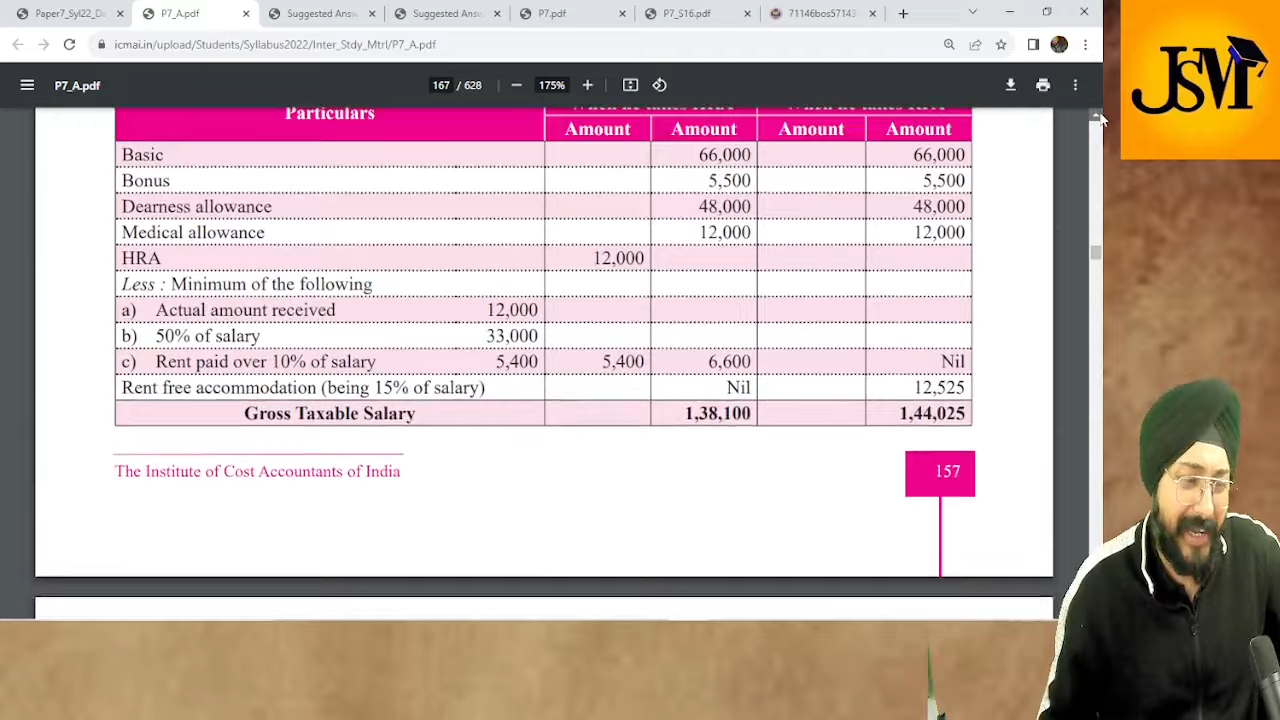 Paper7_Syl22_D
P7_A.pdf
Suggested Answ
Suggested Answ
P7.pdf
P7_S16.pdf
71146bos57143
icmai.in/upload/Students/Syllabus2022/Inter_Stdy_Mtrl/P7_A.pdf
P7_A.pdf
167 / 628
175%
JSM
Particulars
Amount Amount Amount Amount
Basic 66,000 66,000
Bonus 5,500 5,500
Dearness allowance 48,000 48,000
Medical allowance 12,000 12,000
HRA 12,000
Less : Minimum of the following
a) Actual amount received 12,000
b) 50% of salary 33,000
c) Rent paid over 10% of salary 5,400 5,400 6,600 Nil
Rent free accommodation (being 15% of salary) Nil 12,525
Gross Taxable Salary 1,38,100 1,44,025
The Institute of Cost Accountants of India
157